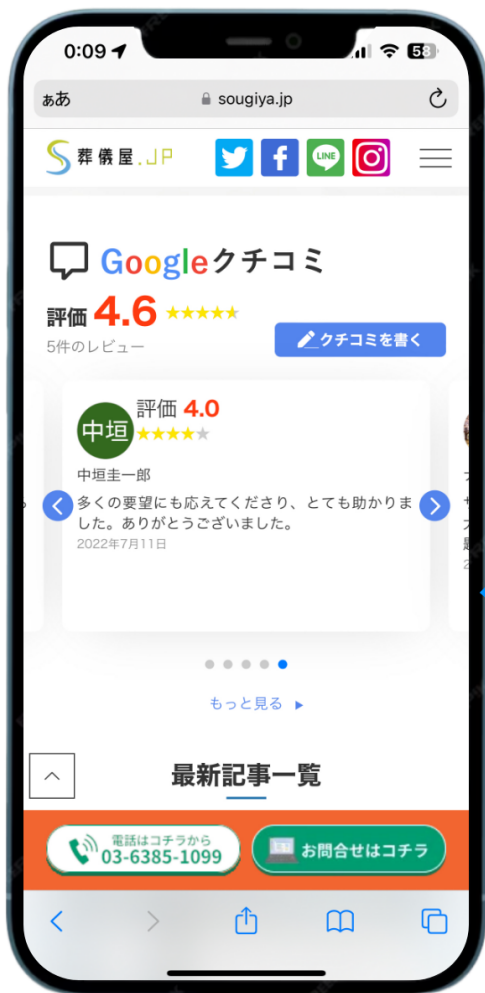 0:09
58
ああ
sougiya.jp
葬儀屋.JP
LINE
Googleクチコミ
評価 4.6
5件のレビュー
クチコミを書く
評価 4.0
中垣
中垣圭一郎
多くの要望にも応えてくださり、とても助かりま
した。ありがとうございました。
2022年7月11日
もっと見る
最新記事一覧
電話はコチラから
03-6385-1099
お問合せはコチラ